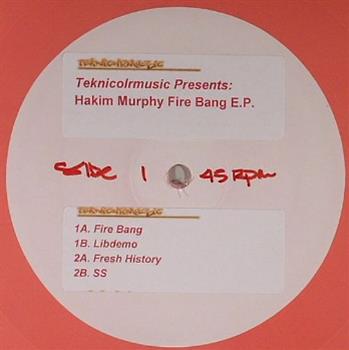 Teknicolrmusic
Teknicolrmusic Presents:
Hakim Murphy Fire Bang E.P.
SIDE 1 45 RPM
Teknicolrmusic
1A. Fire Bang
1B. Libdemo
2A. Fresh History
2B. SS